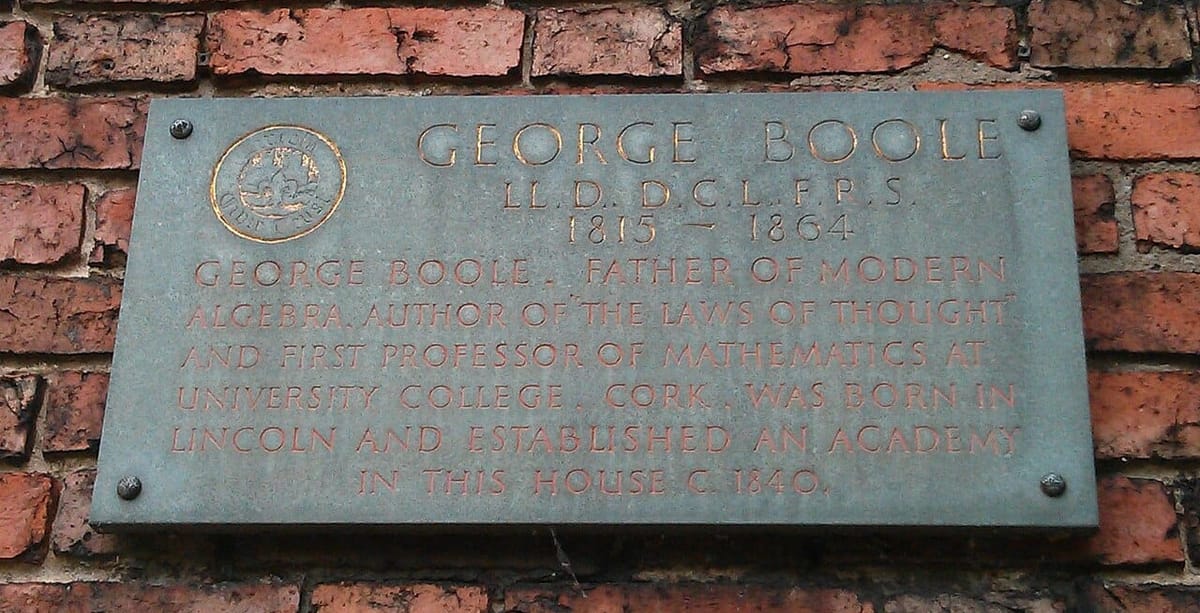 GEORGE BOOLE
LL.D. D.C.L. F.R.S.
1815 – 1864
GEORGE BOOLE. FATHER OF MODERN
ALGEBRA. AUTHOR OF "THE LAWS OF THOUGHT"
AND FIRST PROFESSOR OF MATHEMATICS AT
UNIVERSITY COLLEGE. CORK. WAS BORN IN
LINCOLN AND ESTABLISHED AN ACADEMY
IN THIS HOUSE C. 1840.